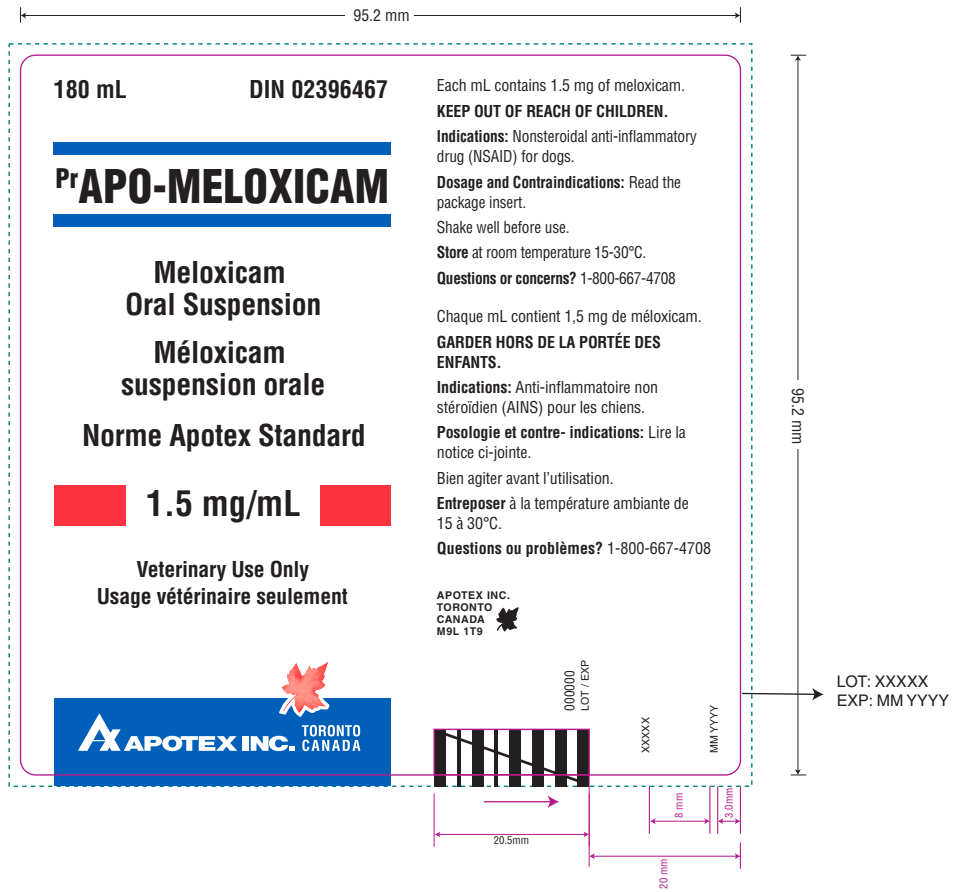 95.2 mm
180 mL DIN 02396467
PrAPO-MELOXICAM
Meloxicam
Oral Suspension
Méloxicam
suspension orale
Norme Apotex Standard
1.5 mg/mL
Veterinary Use Only
Usage vétérinaire seulement
APOTEX INC. TORONTO
CANADA
Each mL contains 1.5 mg of meloxicam.
KEEP OUT OF REACH OF CHILDREN.
Indications: Nonsteroidal anti-inflammatory
drug (NSAID) for dogs.
Dosage and Contraindications: Read the
package insert.
Shake well before use.
Store at room temperature 15-30°C.
Questions or concerns? 1-800-667-4708
Chaque mL contient 1,5 mg de méloxicam.
GARDER HORS DE LA PORTÉE DES
ENFANTS.
Indications: Anti-inflammatoire non
stéroïdien (AINS) pour les chiens.
Posologie et contre- indications: Lire la
notice ci-jointe.
Bien agiter avant l'utilisation.
Entreposer à la température ambiante de
15 à 30°C.
Questions ou problèmes? 1-800-667-4708
APOTEX INC.
TORONTO
CANADA
M9L 1T9
000000
LOT / EXP
XXXXX
MM YYYY
95.2 mm
LOT: XXXXX
EXP: MM YYYY
20.5mm
8 mm
3.0mm
20 mm